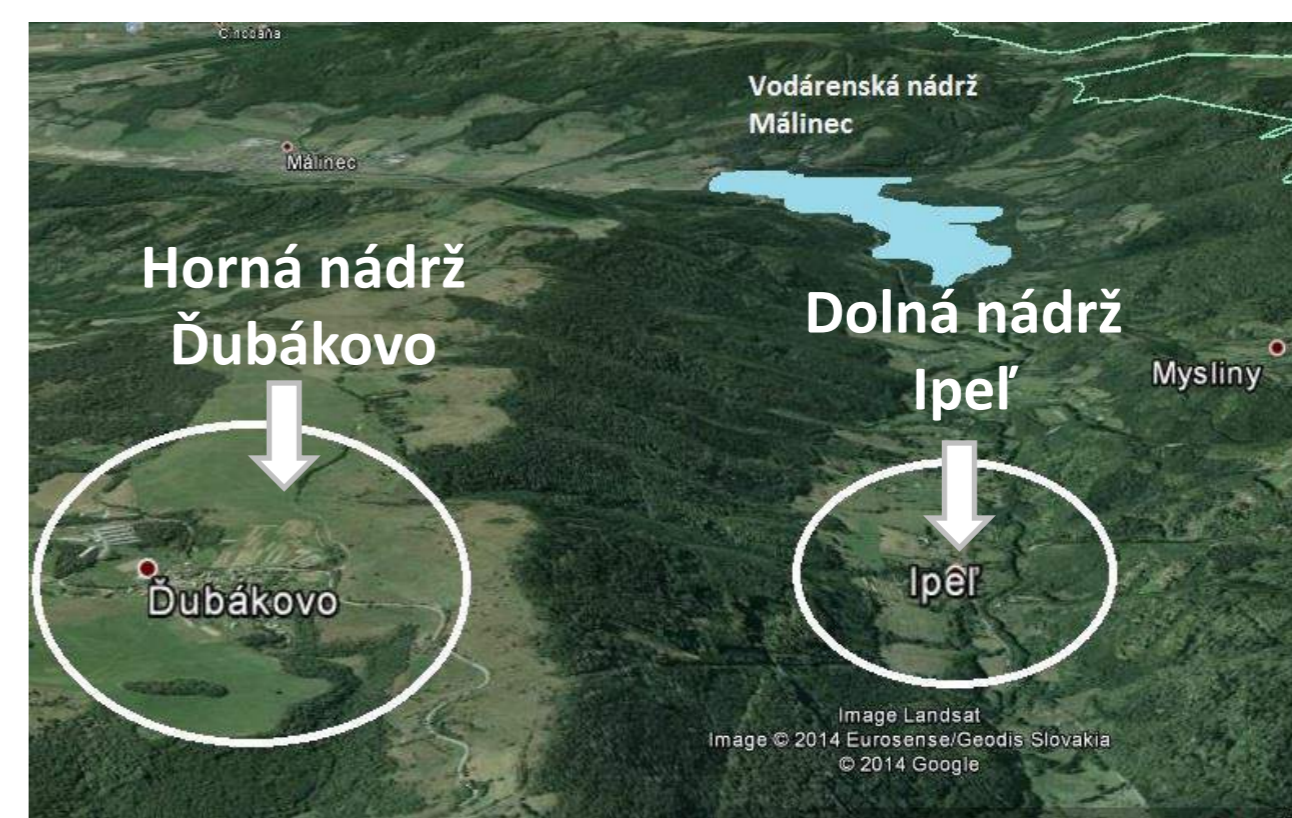 Cinobaňa
Vodárenská nádrž
Málinec
Málinec
Horná nádrž
Ďubákovo
Dolná nádrž
Ipeľ
Mysliny
Ďubákovo
Ipeľ
Image Landsat
Image © 2014 Eurosense/Geodis Slovakia
© 2014 Google